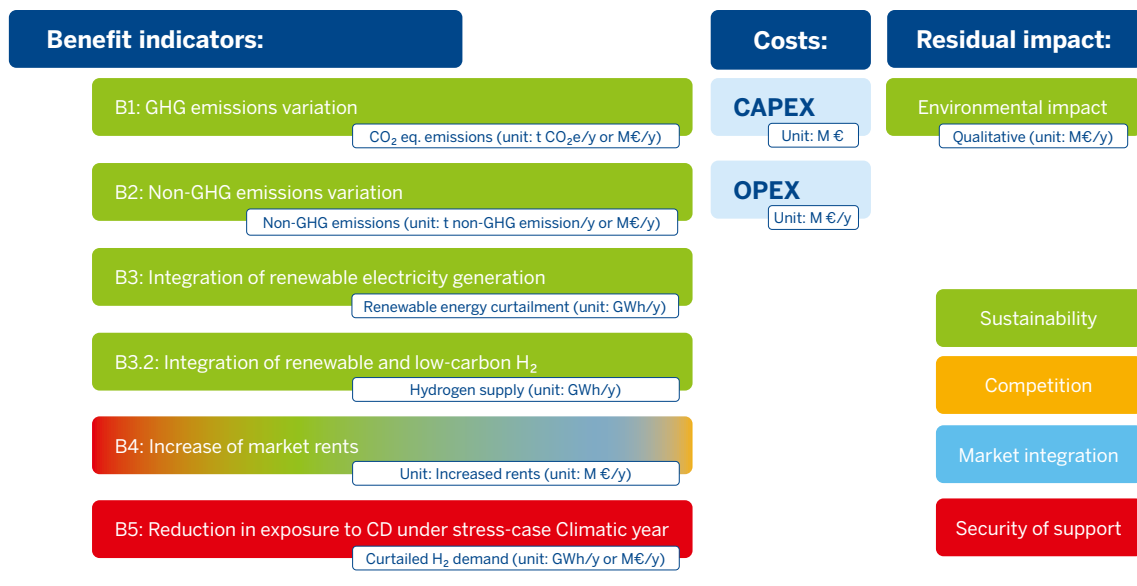 Benefit indicators:
B1: GHG emissions variation
CO₂ eq. emissions (unit: t CO₂e/y or M€/y)
B2: Non-GHG emissions variation
Non-GHG emissions (unit: t non-GHG emission/y or M€/y)
B3: Integration of renewable electricity generation
Renewable energy curtailment (unit: GWh/y)
B3.2: Integration of renewable and low-carbon H₂
Hydrogen supply (unit: GWh/y)
B4: Increase of market rents
Unit: Increased rents (unit: M €/y)
B5: Reduction in exposure to CD under stress-case Climatic year
Curtailed H₂ demand (unit: GWh/y or M€/y)
Costs:
CAPEX
Unit: M €
OPEX
Unit: M €/y
Residual impact:
Environmental impact
Qualitative (unit: M€/y)
Sustainability
Competition
Market integration
Security of support